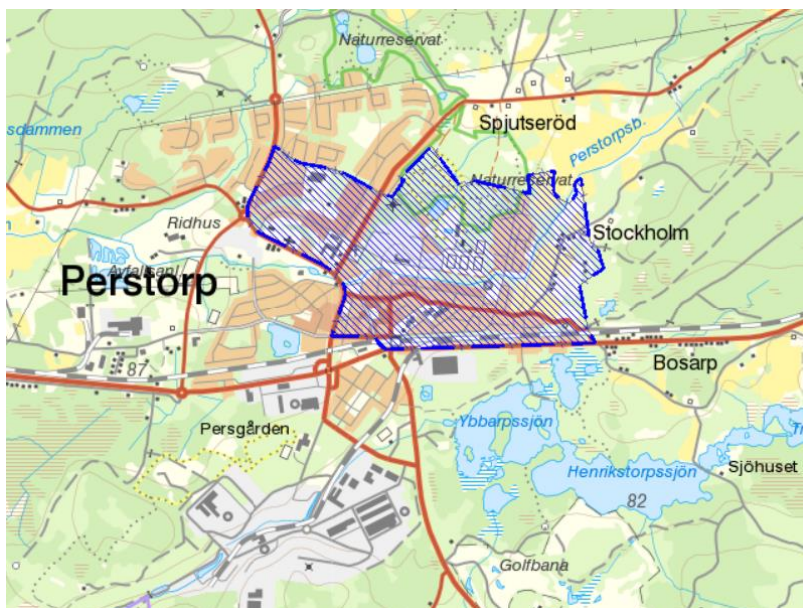 Naturreservat
sdammen
Spjutseröd
Perstorpsb.
Naturreservat
Ridhus
Stockholm
Avfallsanl.
Perstorp
87
Bosarp
Persgården
Ybbarpssjön
Henrikstorpssjön
Sjöhuset
82
Golfbana